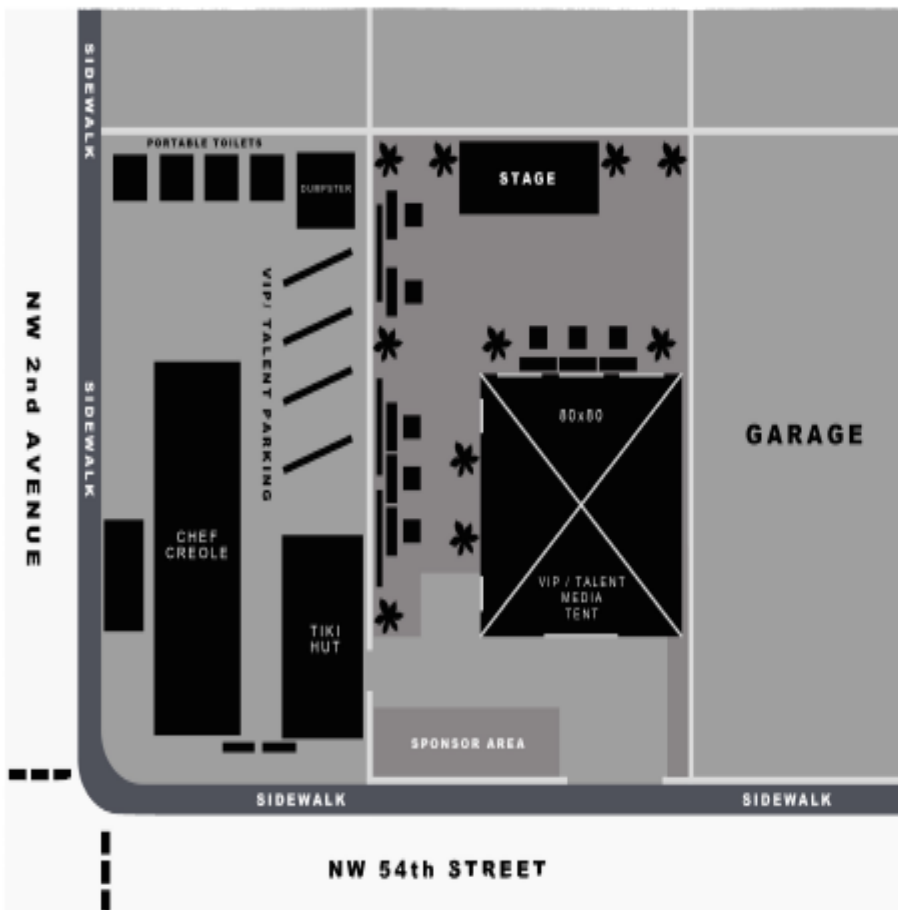 SIDEWALK
PORTABLE TOILETS
DUMPSTER
STAGE
VIP/ TALENT PARKING
NW 2nd AVENUE
SIDEWALK
80x80
GARAGE
CHEF
CREOLE
VIP / TALENT
MEDIA
TENT
TIKI
HUT
SPONSOR AREA
SIDEWALK
SIDEWALK
NW 54th STREET